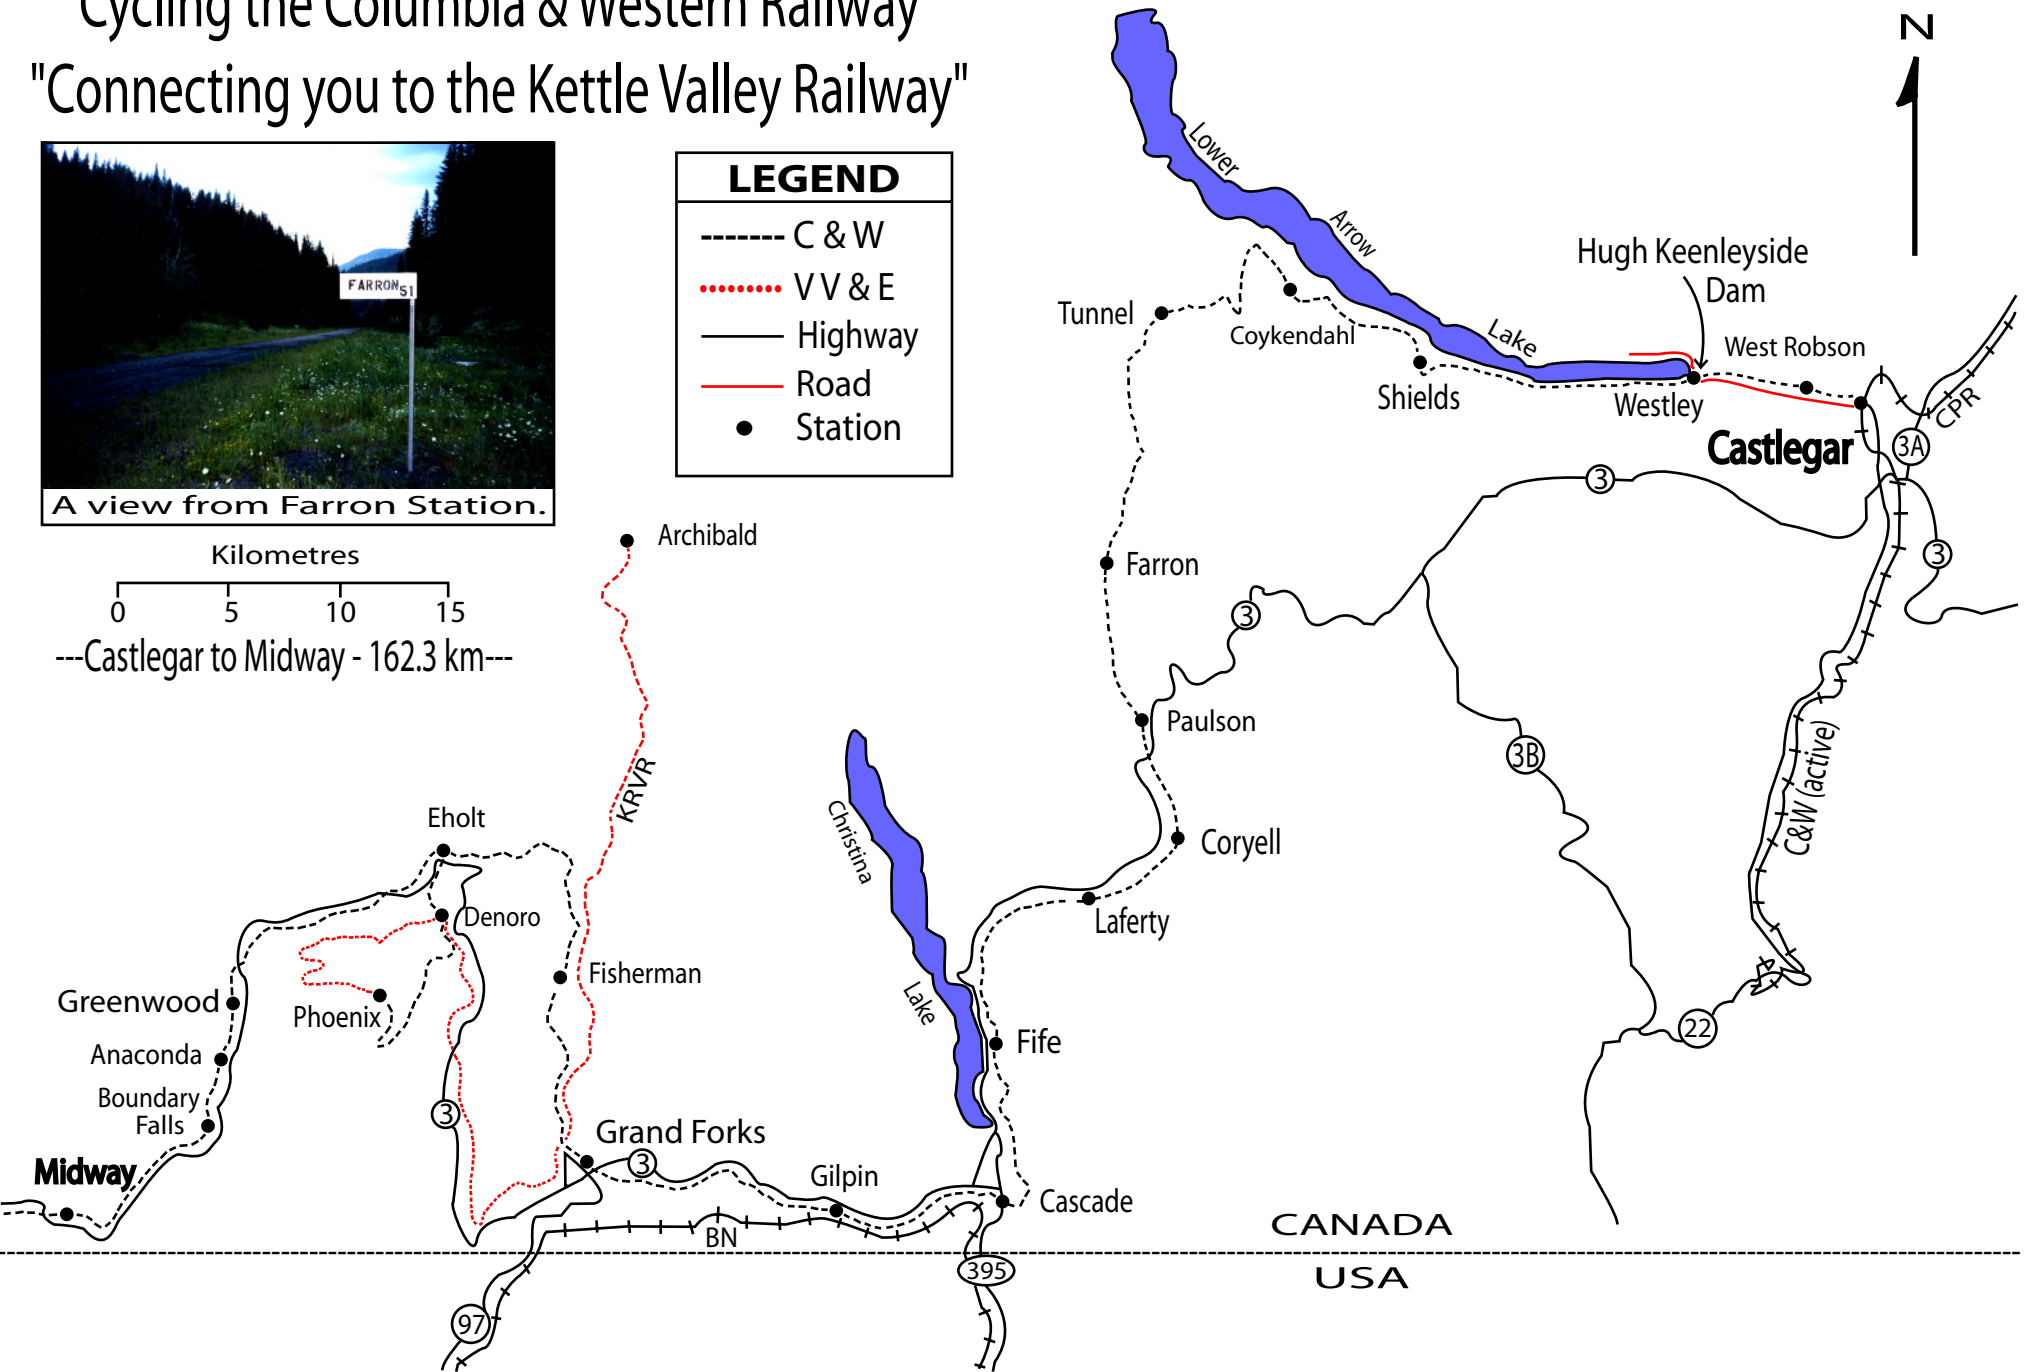 Cycling the Columbia & Western Railway
"Connecting you to the Kettle Valley Railway"
N
LEGEND
C & W
V V & E
Highway
Road
Station
FARRON 51
A view from Farron Station.
Kilometres
0 5 10 15
---Castlegar to Midway - 162.3 km---
Lower
Arrow
Lake
Hugh Keenleyside
Dam
Tunnel
Coykendahl
Shields
Westley
West Robson
Castlegar
CPR
3A
3
3
3
Archibald
Farron
Paulson
KRVR
3B
C&W (active)
Christina
Lake
Eholt
Coryell
Denoro
Laferty
Fisherman
Greenwood
Phoenix
Fife
22
Anaconda
Boundary
Falls
3
Grand Forks
3
Midway
Gilpin
Cascade
BN
CANADA
USA
395
97